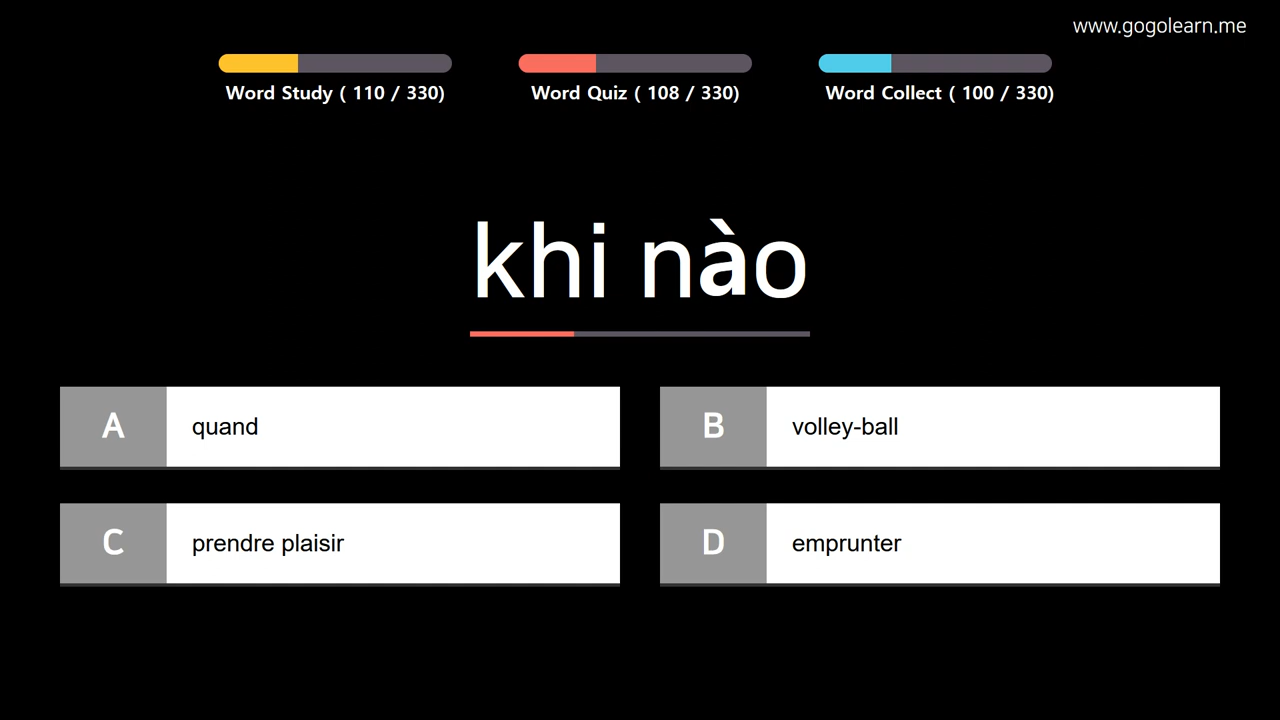 www.gogolearn.me
Word Study ( 110 / 330)
Word Quiz ( 108 / 330)
Word Collect ( 100 / 330)
khi nào
A quand
B volley-ball
C prendre plaisir
D emprunter